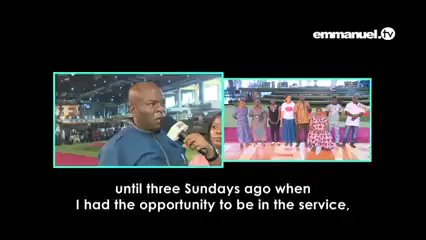 emmanuel.tv
until three Sundays ago when
I had the opportunity to be in the service,